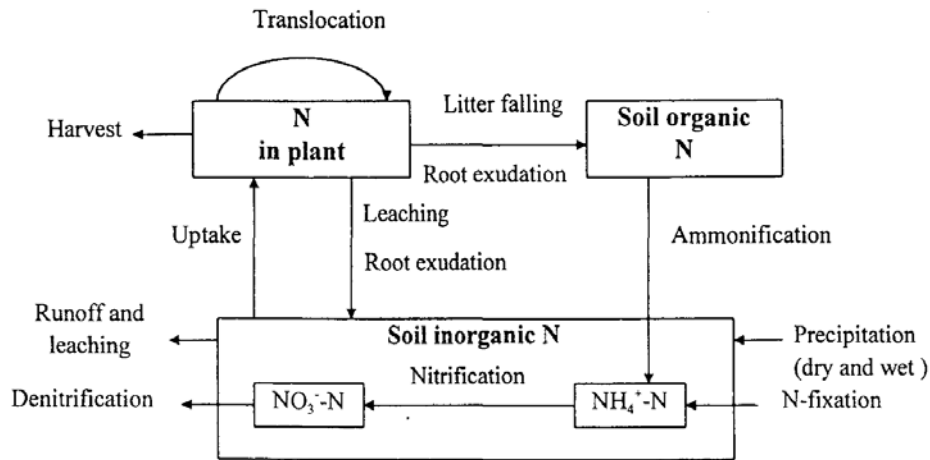 Translocation
N
in plant
Harvest
Litter falling
Root exudation
Soil organic
N
Uptake
Leaching
Root exudation
Ammonification
Runoff and
leaching
Soil inorganic N
Precipitation
(dry and wet )
Denitrification
NO₃⁻-N
Nitrification
NH₄⁺-N
N-fixation